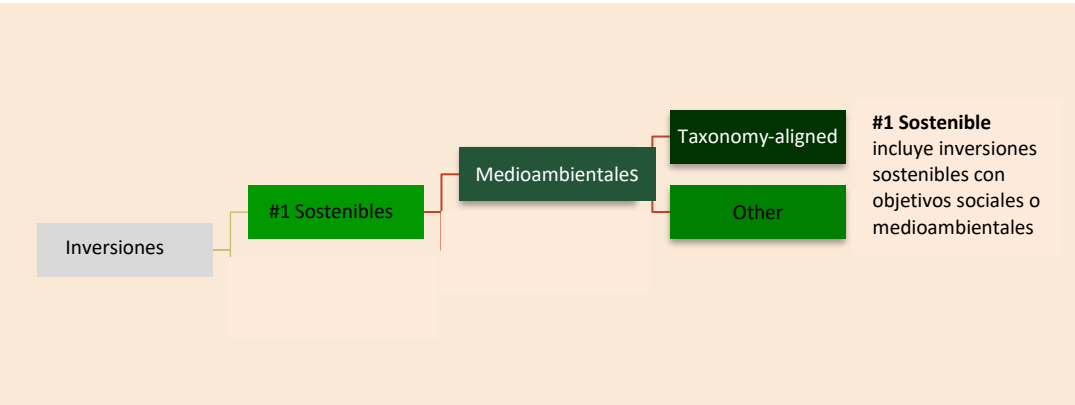 Inversiones
#1 Sostenibles
Medioambientales
Taxonomy-aligned
Other
#1 Sostenible
incluye inversiones
sostenibles con
objetivos sociales o
medioambientales